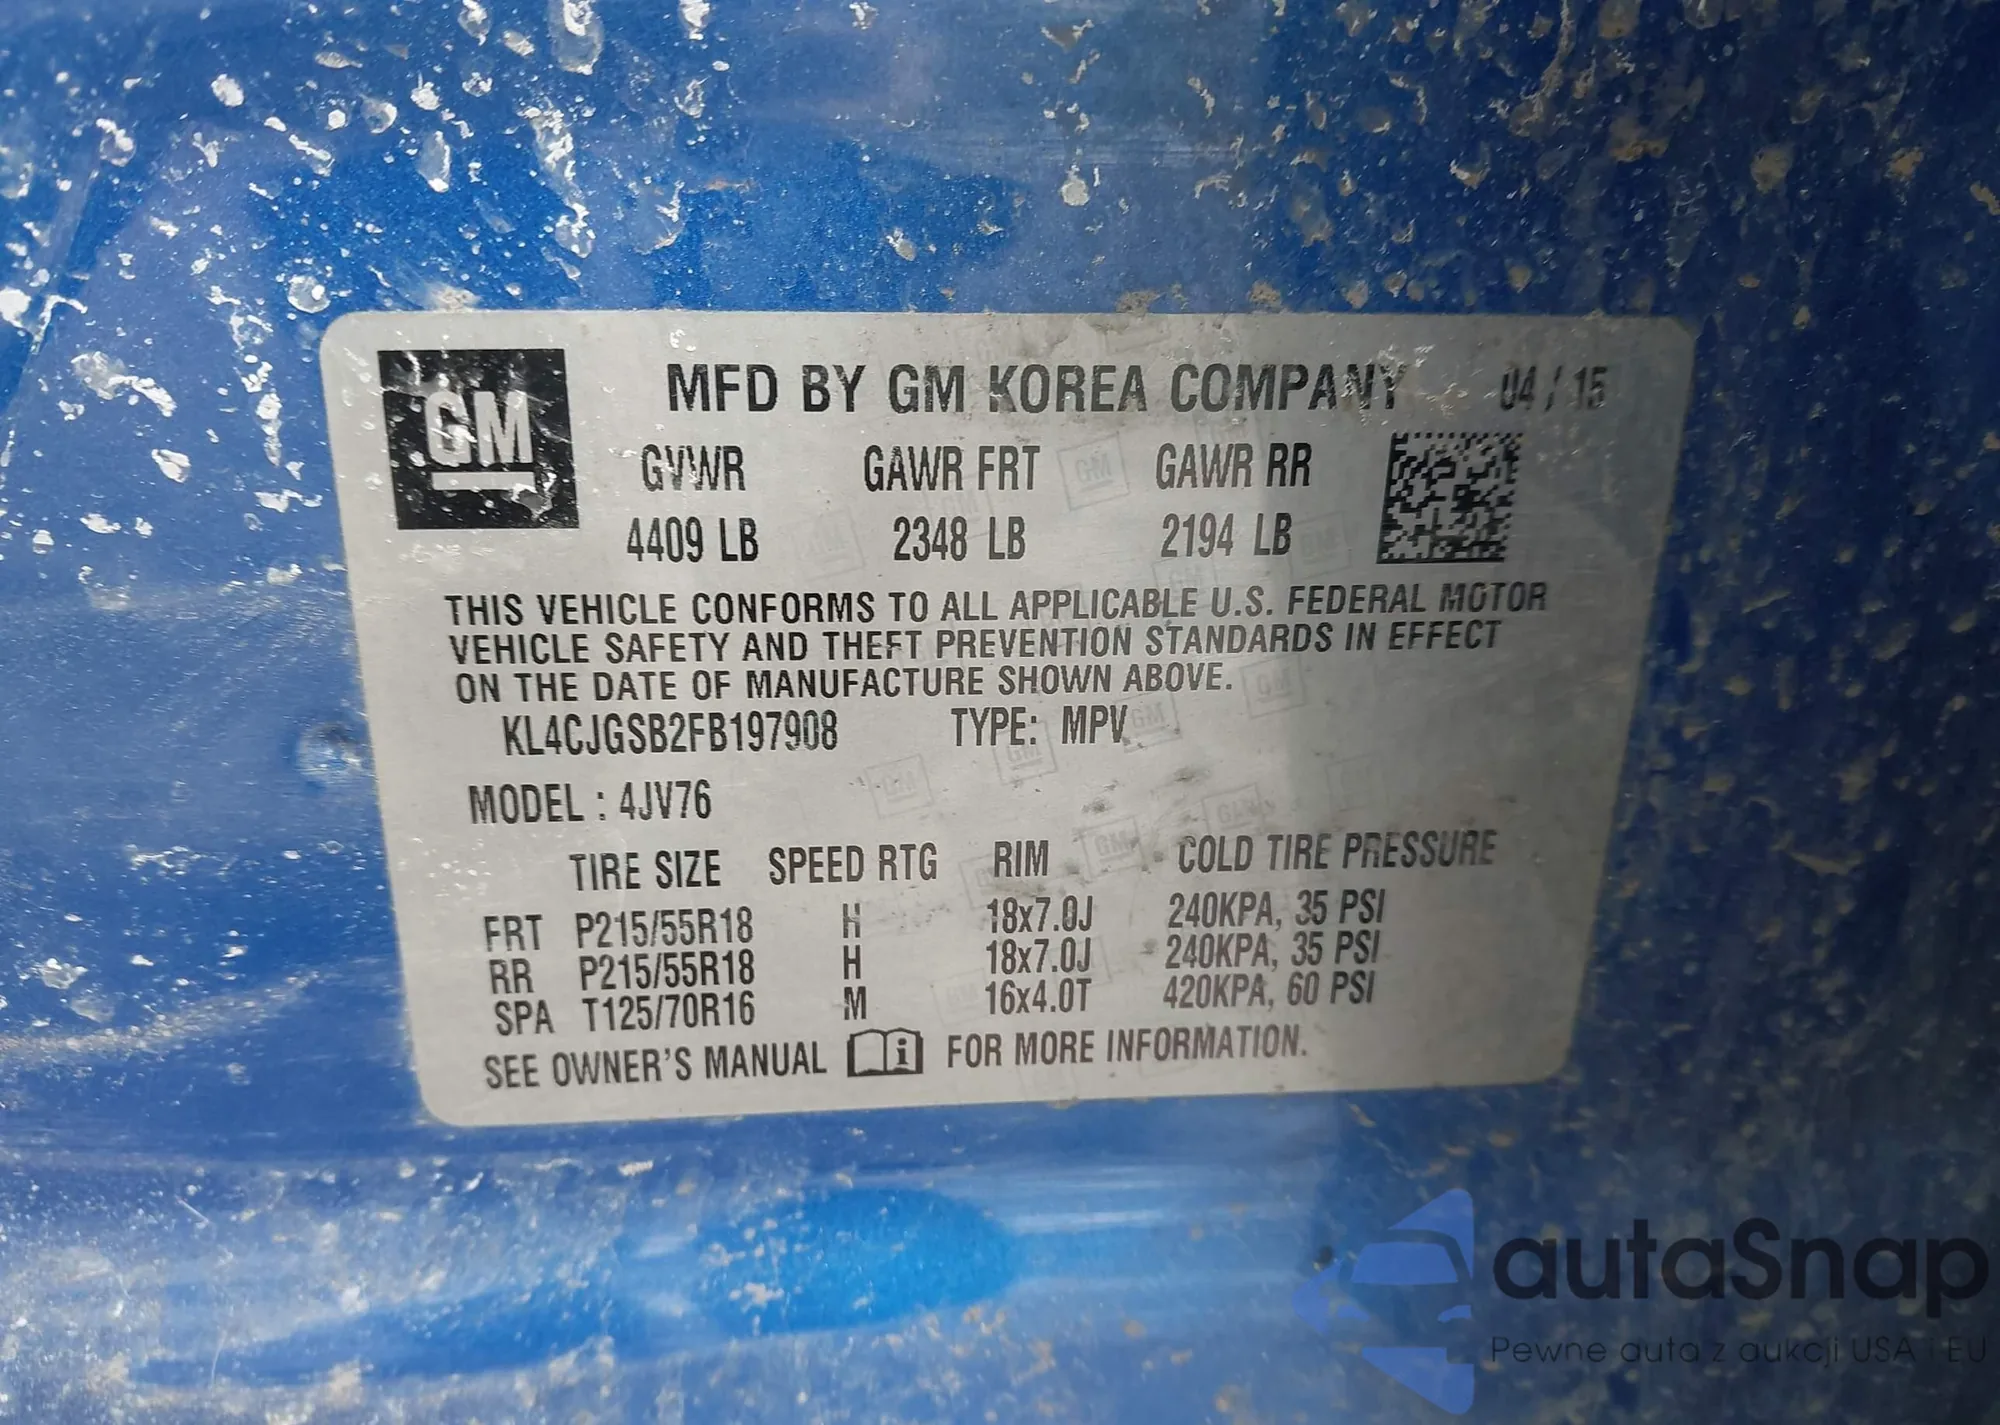 GM
MFD BY GM KOREA COMPANY 04 / 15
GVWR GAWR FRT GAWR RR
4409 LB 2348 LB 2194 LB
THIS VEHICLE CONFORMS TO ALL APPLICABLE U.S. FEDERAL MOTOR
VEHICLE SAFETY AND THEFT PREVENTION STANDARDS IN EFFECT
ON THE DATE OF MANUFACTURE SHOWN ABOVE.
KL4CJGSB2FB197908 TYPE: MPV
MODEL : 4JV76
TIRE SIZE SPEED RTG RIM COLD TIRE PRESSURE
FRT P215/55R18 H 18x7.0J 240KPA, 35 PSI
RR P215/55R18 H 18x7.0J 240KPA, 35 PSI
SPA T125/70R16 M 16x4.0T 420KPA, 60 PSI
SEE OWNER'S MANUAL i FOR MORE INFORMATION.
autaSnap
Pewne auta z aukcji USA i EU